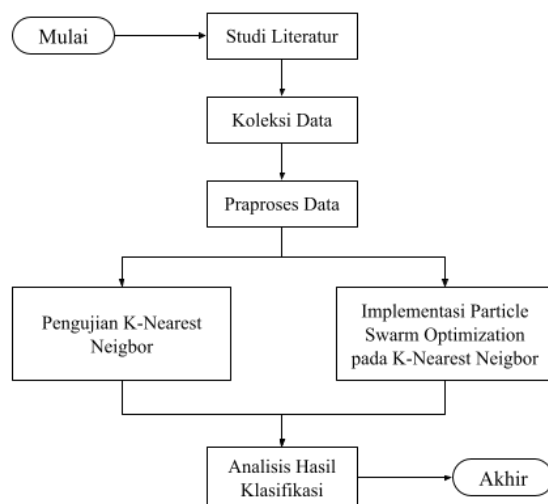 Mulai
Studi Literatur
Koleksi Data
Praproses Data
Pengujian K-Nearest
Neigbor
Implementasi Particle
Swarm Optimization
pada K-Nearest Neigbor
Analisis Hasil
Klasifikasi
Akhir